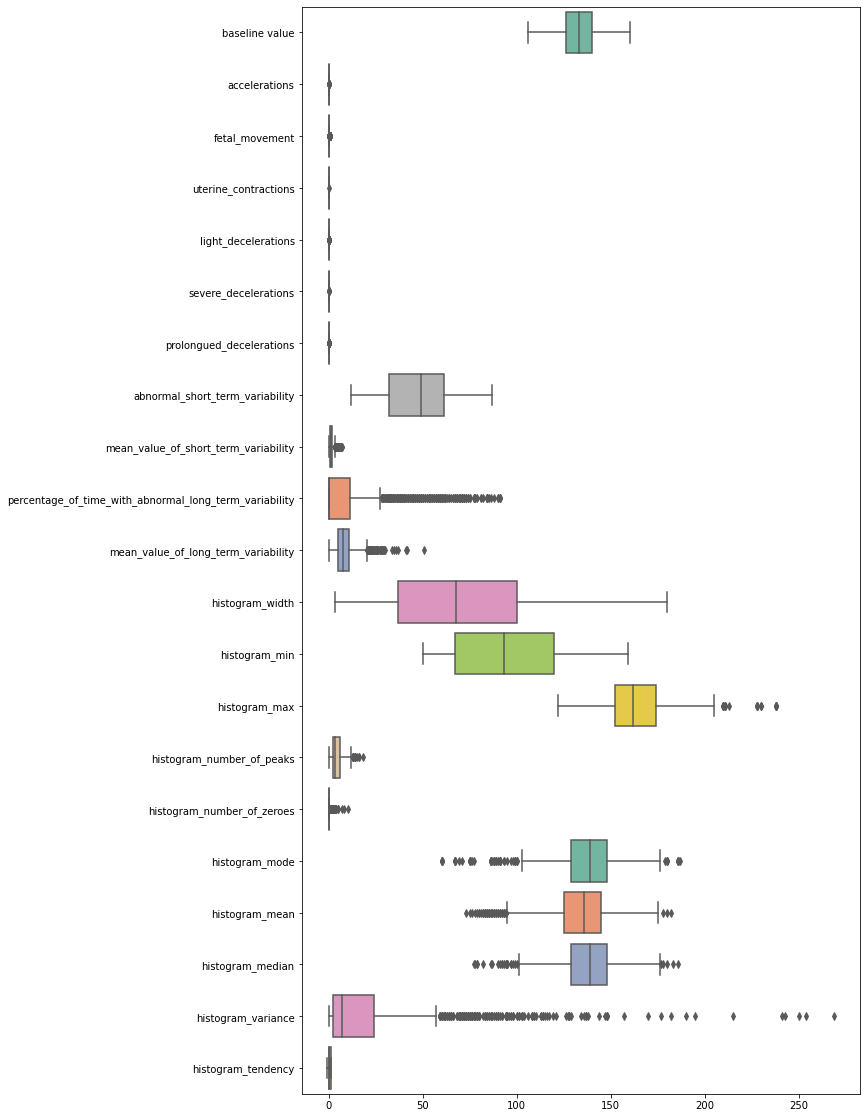 baseline value
accelerations
fetal_movement
uterine_contractions
light_decelerations
severe_decelerations
prolongued_decelerations
abnormal_short_term_variability
mean_value_of_short_term_variability
percentage_of_time_with_abnormal_long_term_variability
mean_value_of_long_term_variability
histogram_width
histogram_min
histogram_max
histogram_number_of_peaks
histogram_number_of_zeroes
histogram_mode
histogram_mean
histogram_median
histogram_variance
histogram_tendency
0 50 100 150 200 250